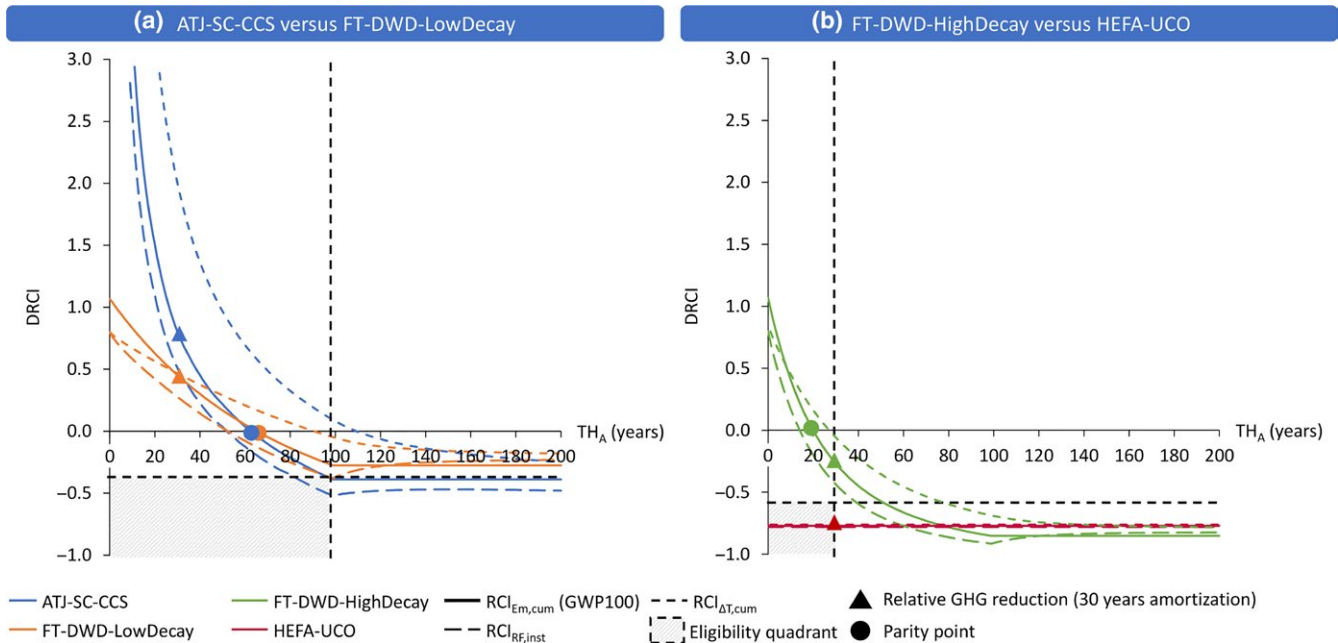 (a) ATJ-SC-CCS versus FT-DWD-LowDecay
3.0
2.5
2.0
1.5
1.0
0.5
0.0
−0.5
−1.0
DRCI
TH_A (years)
0 20 40 60 80 100 120 140 160 180 200
(b) FT-DWD-HighDecay versus HEFA-UCO
3.0
2.5
2.0
1.5
1.0
0.5
0.0
−0.5
−1.0
DRCI
TH_A (years)
0 20 40 60 80 100 120 140 160 180 200
ATJ-SC-CCS
FT-DWD-HighDecay
RCI_Em,cum (GWP100)
RCI_ΔT,cum
Relative GHG reduction (30 years amortization)
FT-DWD-LowDecay
HEFA-UCO
RCI_RF,inst
Eligibility quadrant
Parity point